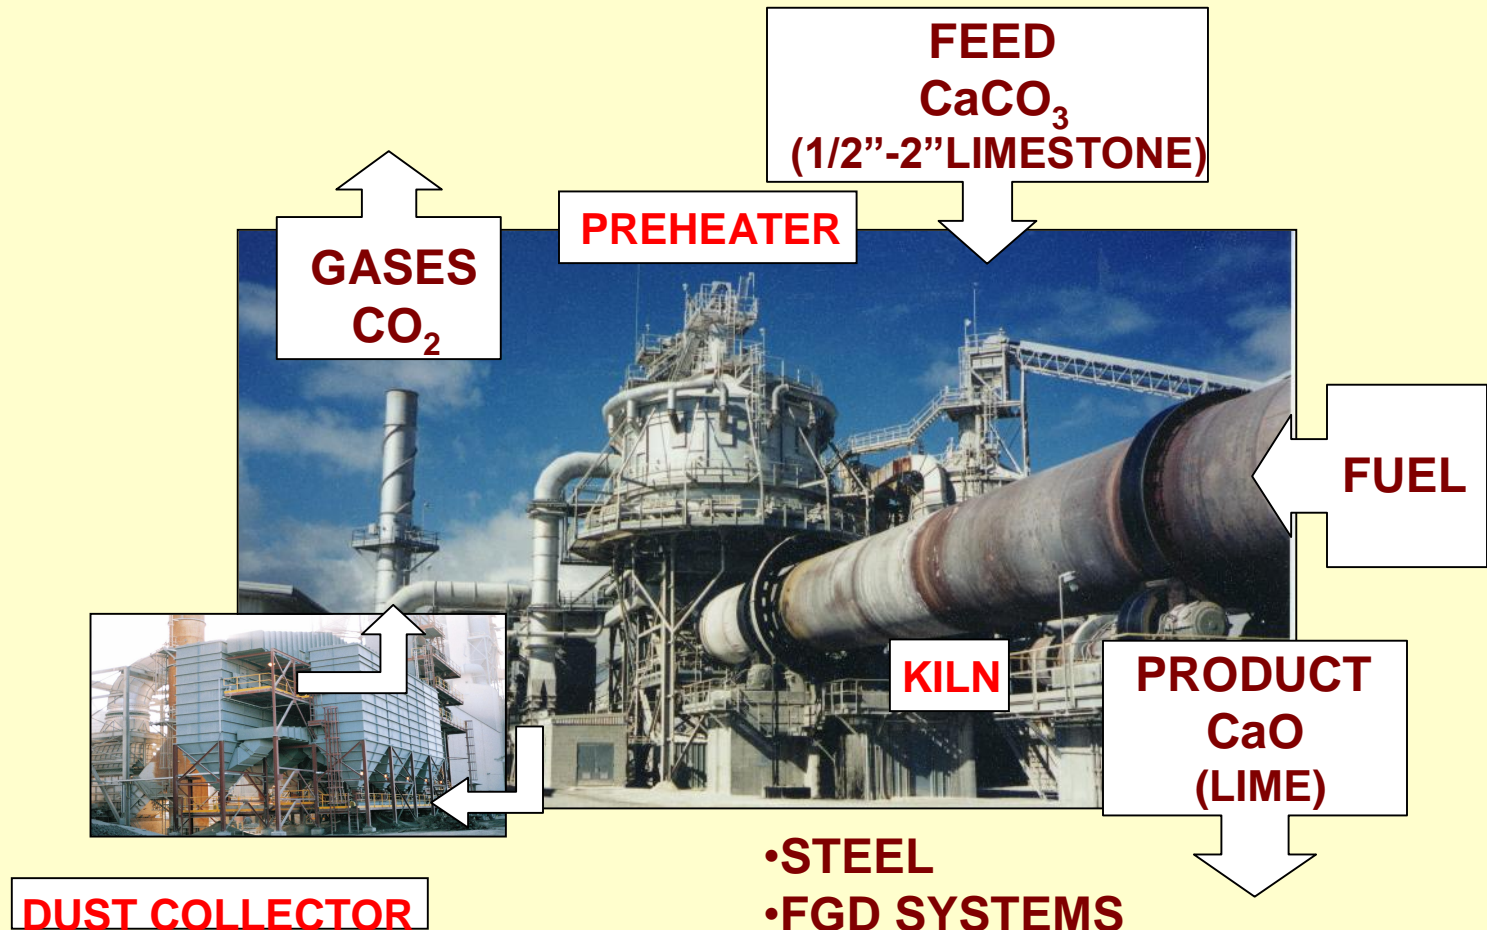 FEED
CaCO₃
(1/2”-2”LIMESTONE)
PREHEATER
GASES
CO₂
FUEL
KILN
PRODUCT
CaO
(LIME)
•STEEL
•FGD SYSTEMS
DUST COLLECTOR